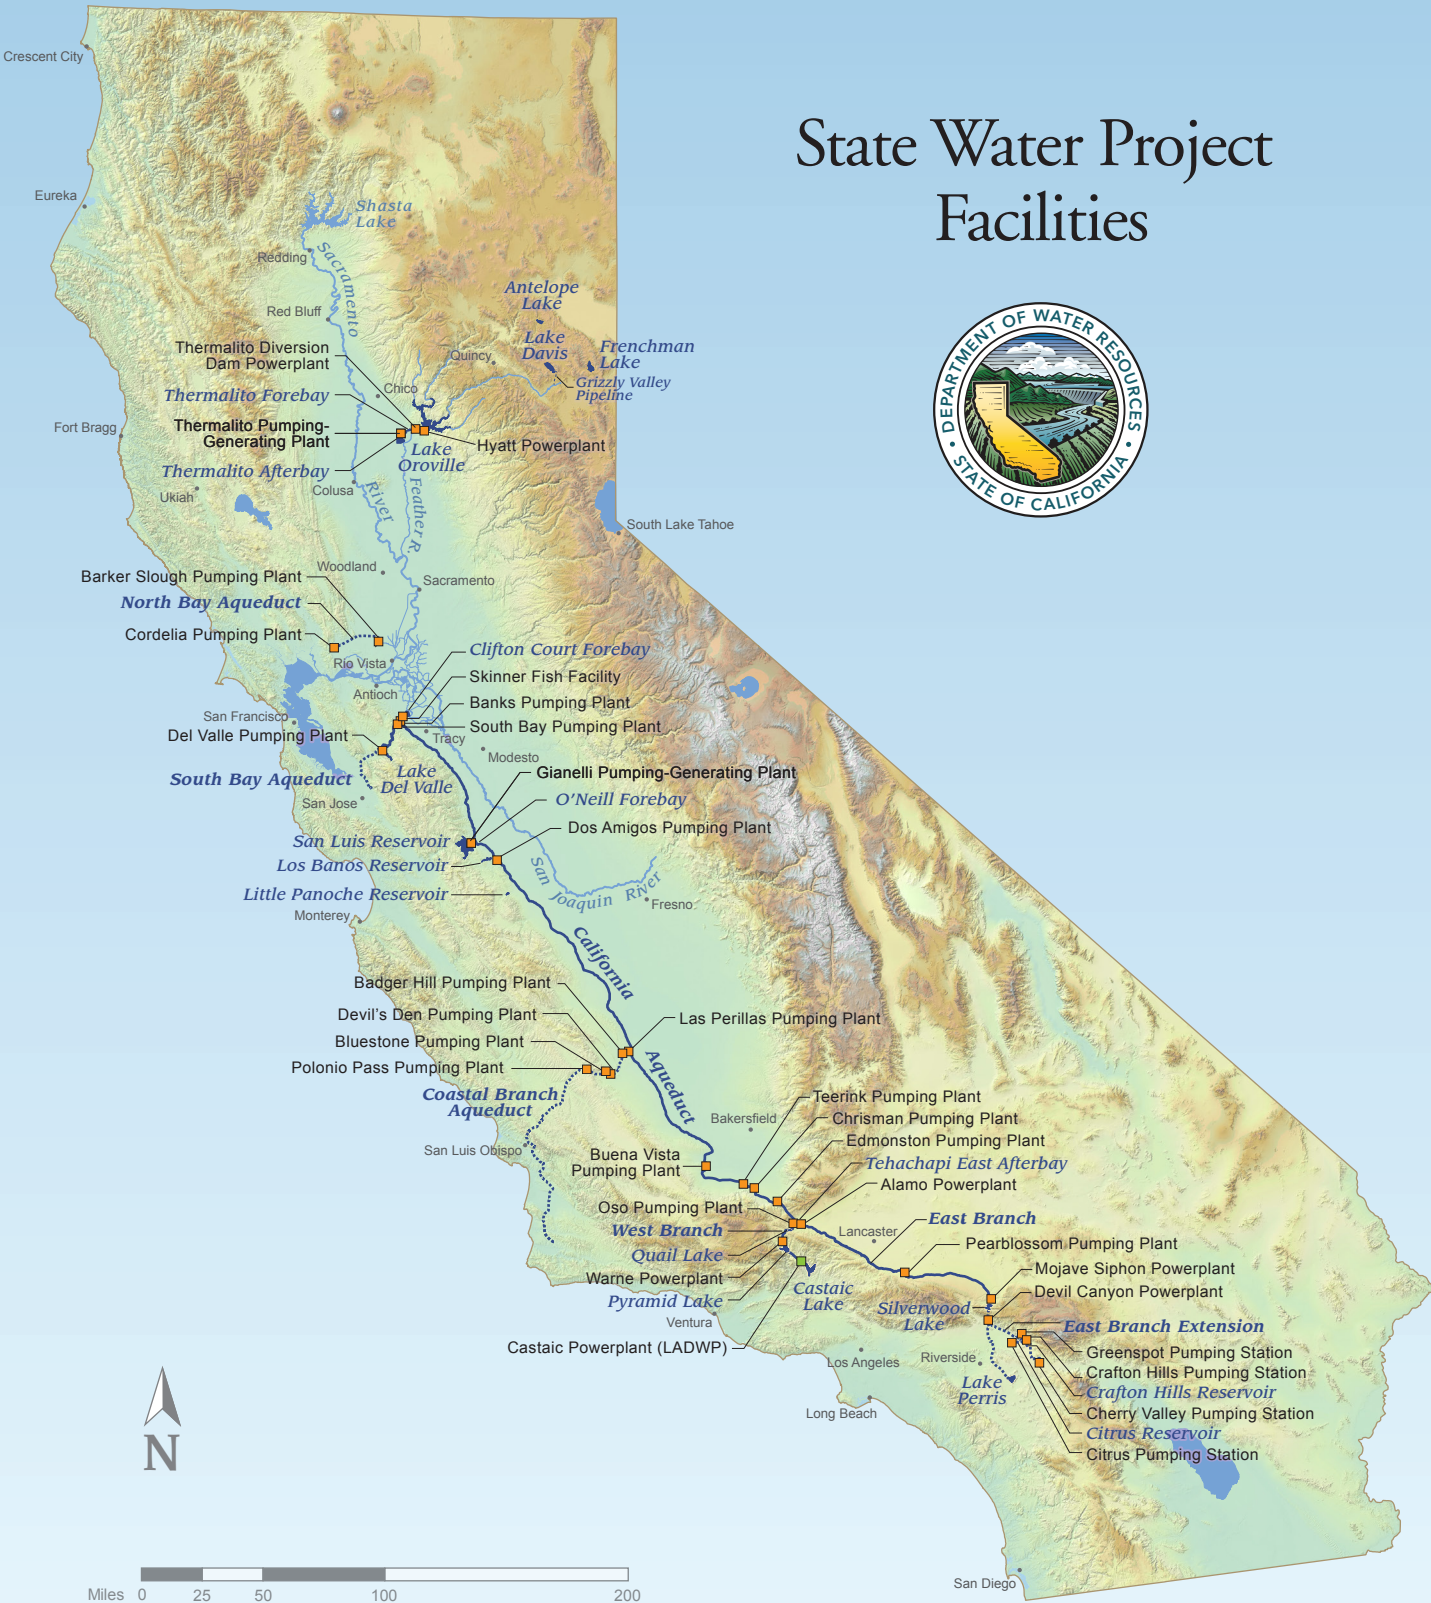 State Water Project
Facilities
DEPARTMENT OF WATER RESOURCES
STATE OF CALIFORNIA
Crescent City
Eureka
Shasta
Lake
Redding
Sacramento
River
Red Bluff
Antelope
Lake
Lake
Davis
Frenchman
Lake
Grizzly Valley
Pipeline
Quincy
Thermalito Diversion
Dam Powerplant
Chico
Thermalito Forebay
Thermalito Pumping-
Generating Plant
Fort Bragg
Hyatt Powerplant
Lake
Oroville
Thermalito Afterbay
Feather R.
Ukiah
Colusa
South Lake Tahoe
Woodland
Barker Slough Pumping Plant
Sacramento
North Bay Aqueduct
Cordelia Pumping Plant
Clifton Court Forebay
Rio Vista
Skinner Fish Facility
Antioch
Banks Pumping Plant
San Francisco
South Bay Pumping Plant
Del Valle Pumping Plant
Tracy
Modesto
Lake
Del Valle
Gianelli Pumping-Generating Plant
South Bay Aqueduct
San Jose
O'Neill Forebay
Dos Amigos Pumping Plant
San Luis Reservoir
Los Banos Reservoir
San Joaquin River
Little Panoche Reservoir
Fresno
Monterey
California
Aqueduct
Badger Hill Pumping Plant
Devil's Den Pumping Plant
Las Perillas Pumping Plant
Bluestone Pumping Plant
Polonio Pass Pumping Plant
Coastal Branch
Aqueduct
Teerink Pumping Plant
Bakersfield
Chrisman Pumping Plant
Edmonston Pumping Plant
San Luis Obispo
Buena Vista
Pumping Plant
Tehachapi East Afterbay
Alamo Powerplant
Oso Pumping Plant
East Branch
West Branch
Lancaster
Pearblossom Pumping Plant
Quail Lake
Mojave Siphon Powerplant
Warne Powerplant
Castaic
Lake
Devil Canyon Powerplant
Pyramid Lake
Silverwood
Lake
Ventura
East Branch Extension
Castaic Powerplant (LADWP)
Greenspot Pumping Station
Los Angeles
Riverside
Crafton Hills Pumping Station
Lake
Perris
Crafton Hills Reservoir
Long Beach
Cherry Valley Pumping Station
Citrus Reservoir
Citrus Pumping Station
N
San Diego
Miles 0 25 50 100 200